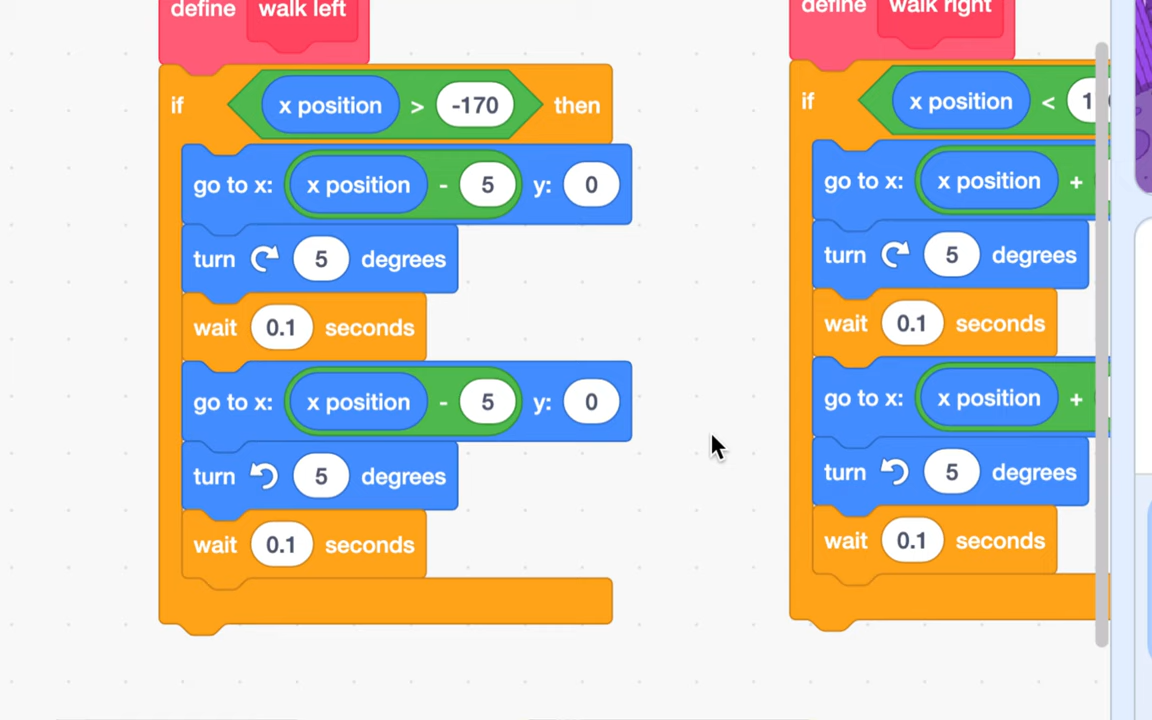 define walk left
if x position > -170 then
go to x: x position - 5 y: 0
turn 5 degrees
wait 0.1 seconds
go to x: x position - 5 y: 0
turn 5 degrees
wait 0.1 seconds
define walk right
if x position <
go to x: x position +
turn 5 degrees
wait 0.1 seconds
go to x: x position +
turn 5 degrees
wait 0.1 seconds